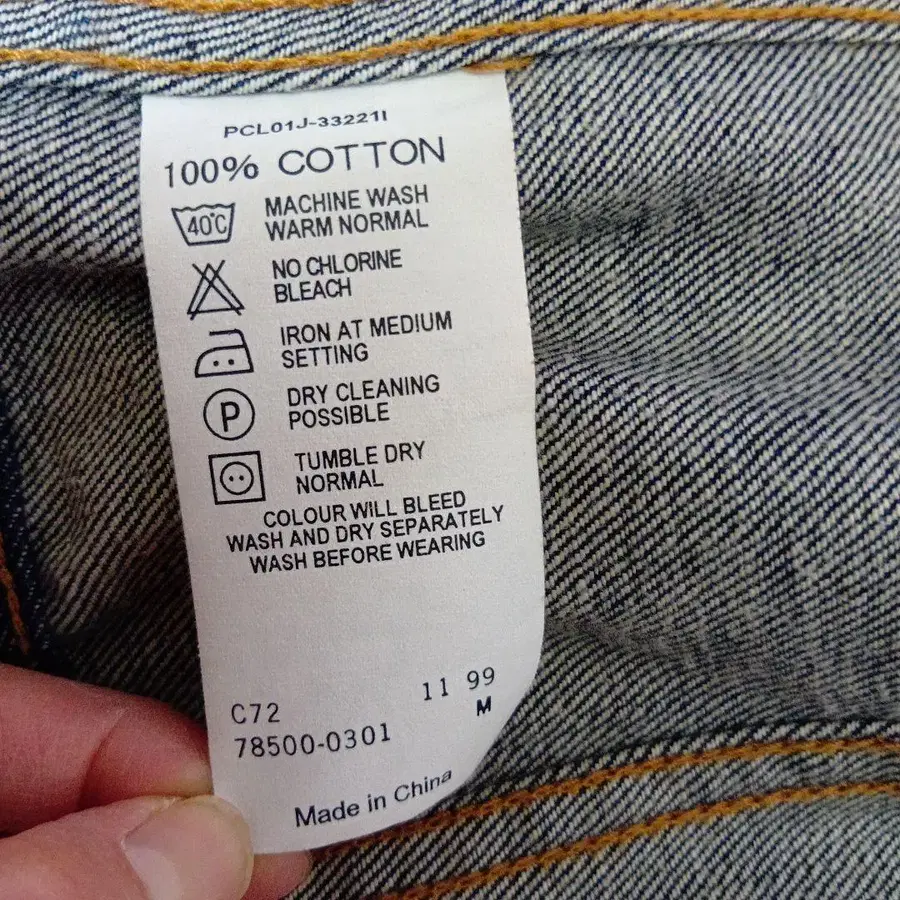 PCL01J-33221I
100% COTTON
40°C MACHINE WASH
WARM NORMAL
NO CHLORINE
BLEACH
IRON AT MEDIUM
SETTING
P DRY CLEANING
POSSIBLE
TUMBLE DRY
NORMAL
COLOUR WILL BLEED
WASH AND DRY SEPARATELY
WASH BEFORE WEARING
C72 11 99
78500-0301 M
Made in China